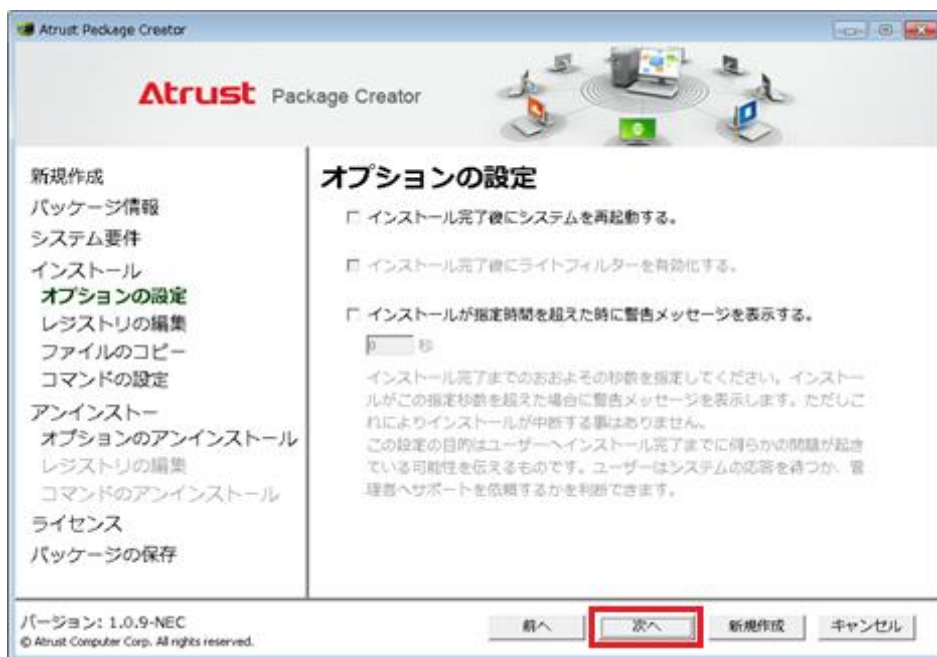 Atrust Package Creator
Atrust Package Creator
新規作成
パッケージ情報
システム要件
インストール
オプションの設定
レジストリの編集
ファイルのコピー
コマンドの設定
アンインストー
オプションのアンインストール
レジストリの編集
コマンドのアンインストール
ライセンス
パッケージの保存
オプションの設定
インストール完了後にシステムを再起動する。
インストール完了後にライトフィルターを有効化する。
インストールが指定時間を超えた時に警告メッセージを表示する。
0 秒
インストール完了までのおおよその秒数を指定してください。インストー
ルがこの指定秒数を超えた場合に警告メッセージを表示します。ただしこ
れによりインストールが中断する事はありません。
この設定の目的はユーザーへインストール完了までに何らかの問題が起き
ている可能性を伝えるものです。ユーザーはシステムの応答を待つか、管
理者へサポートを依頼するかを判断できます。
バージョン: 1.0.9-NEC
© Atrust Computer Corp. All rights reserved.
前へ 次へ 新規作成 キャンセル